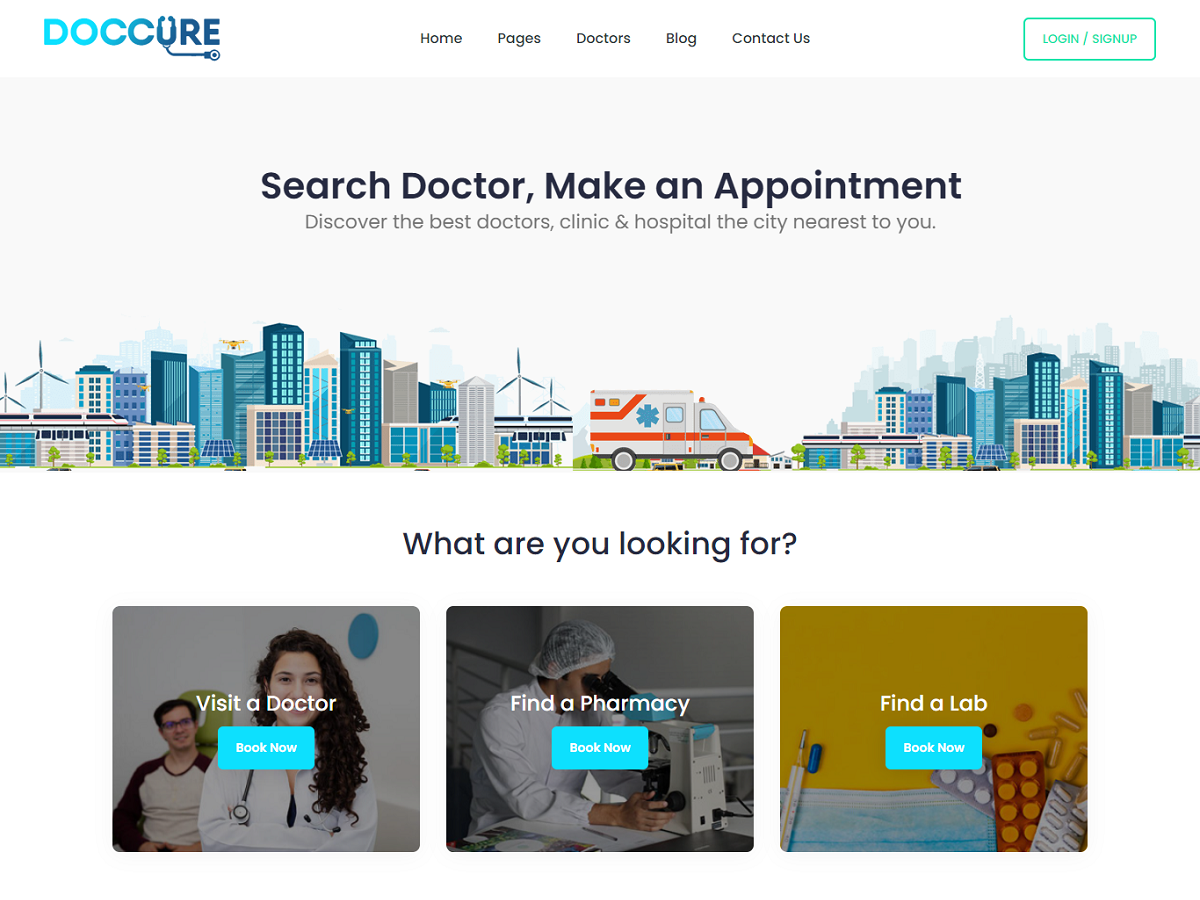 DOCCURE
Home Pages Doctors Blog Contact Us
LOGIN / SIGNUP
Search Doctor, Make an Appointment
Discover the best doctors, clinic & hospital the city nearest to you.
What are you looking for?
Visit a Doctor
Book Now
Find a Pharmacy
Book Now
Find a Lab
Book Now